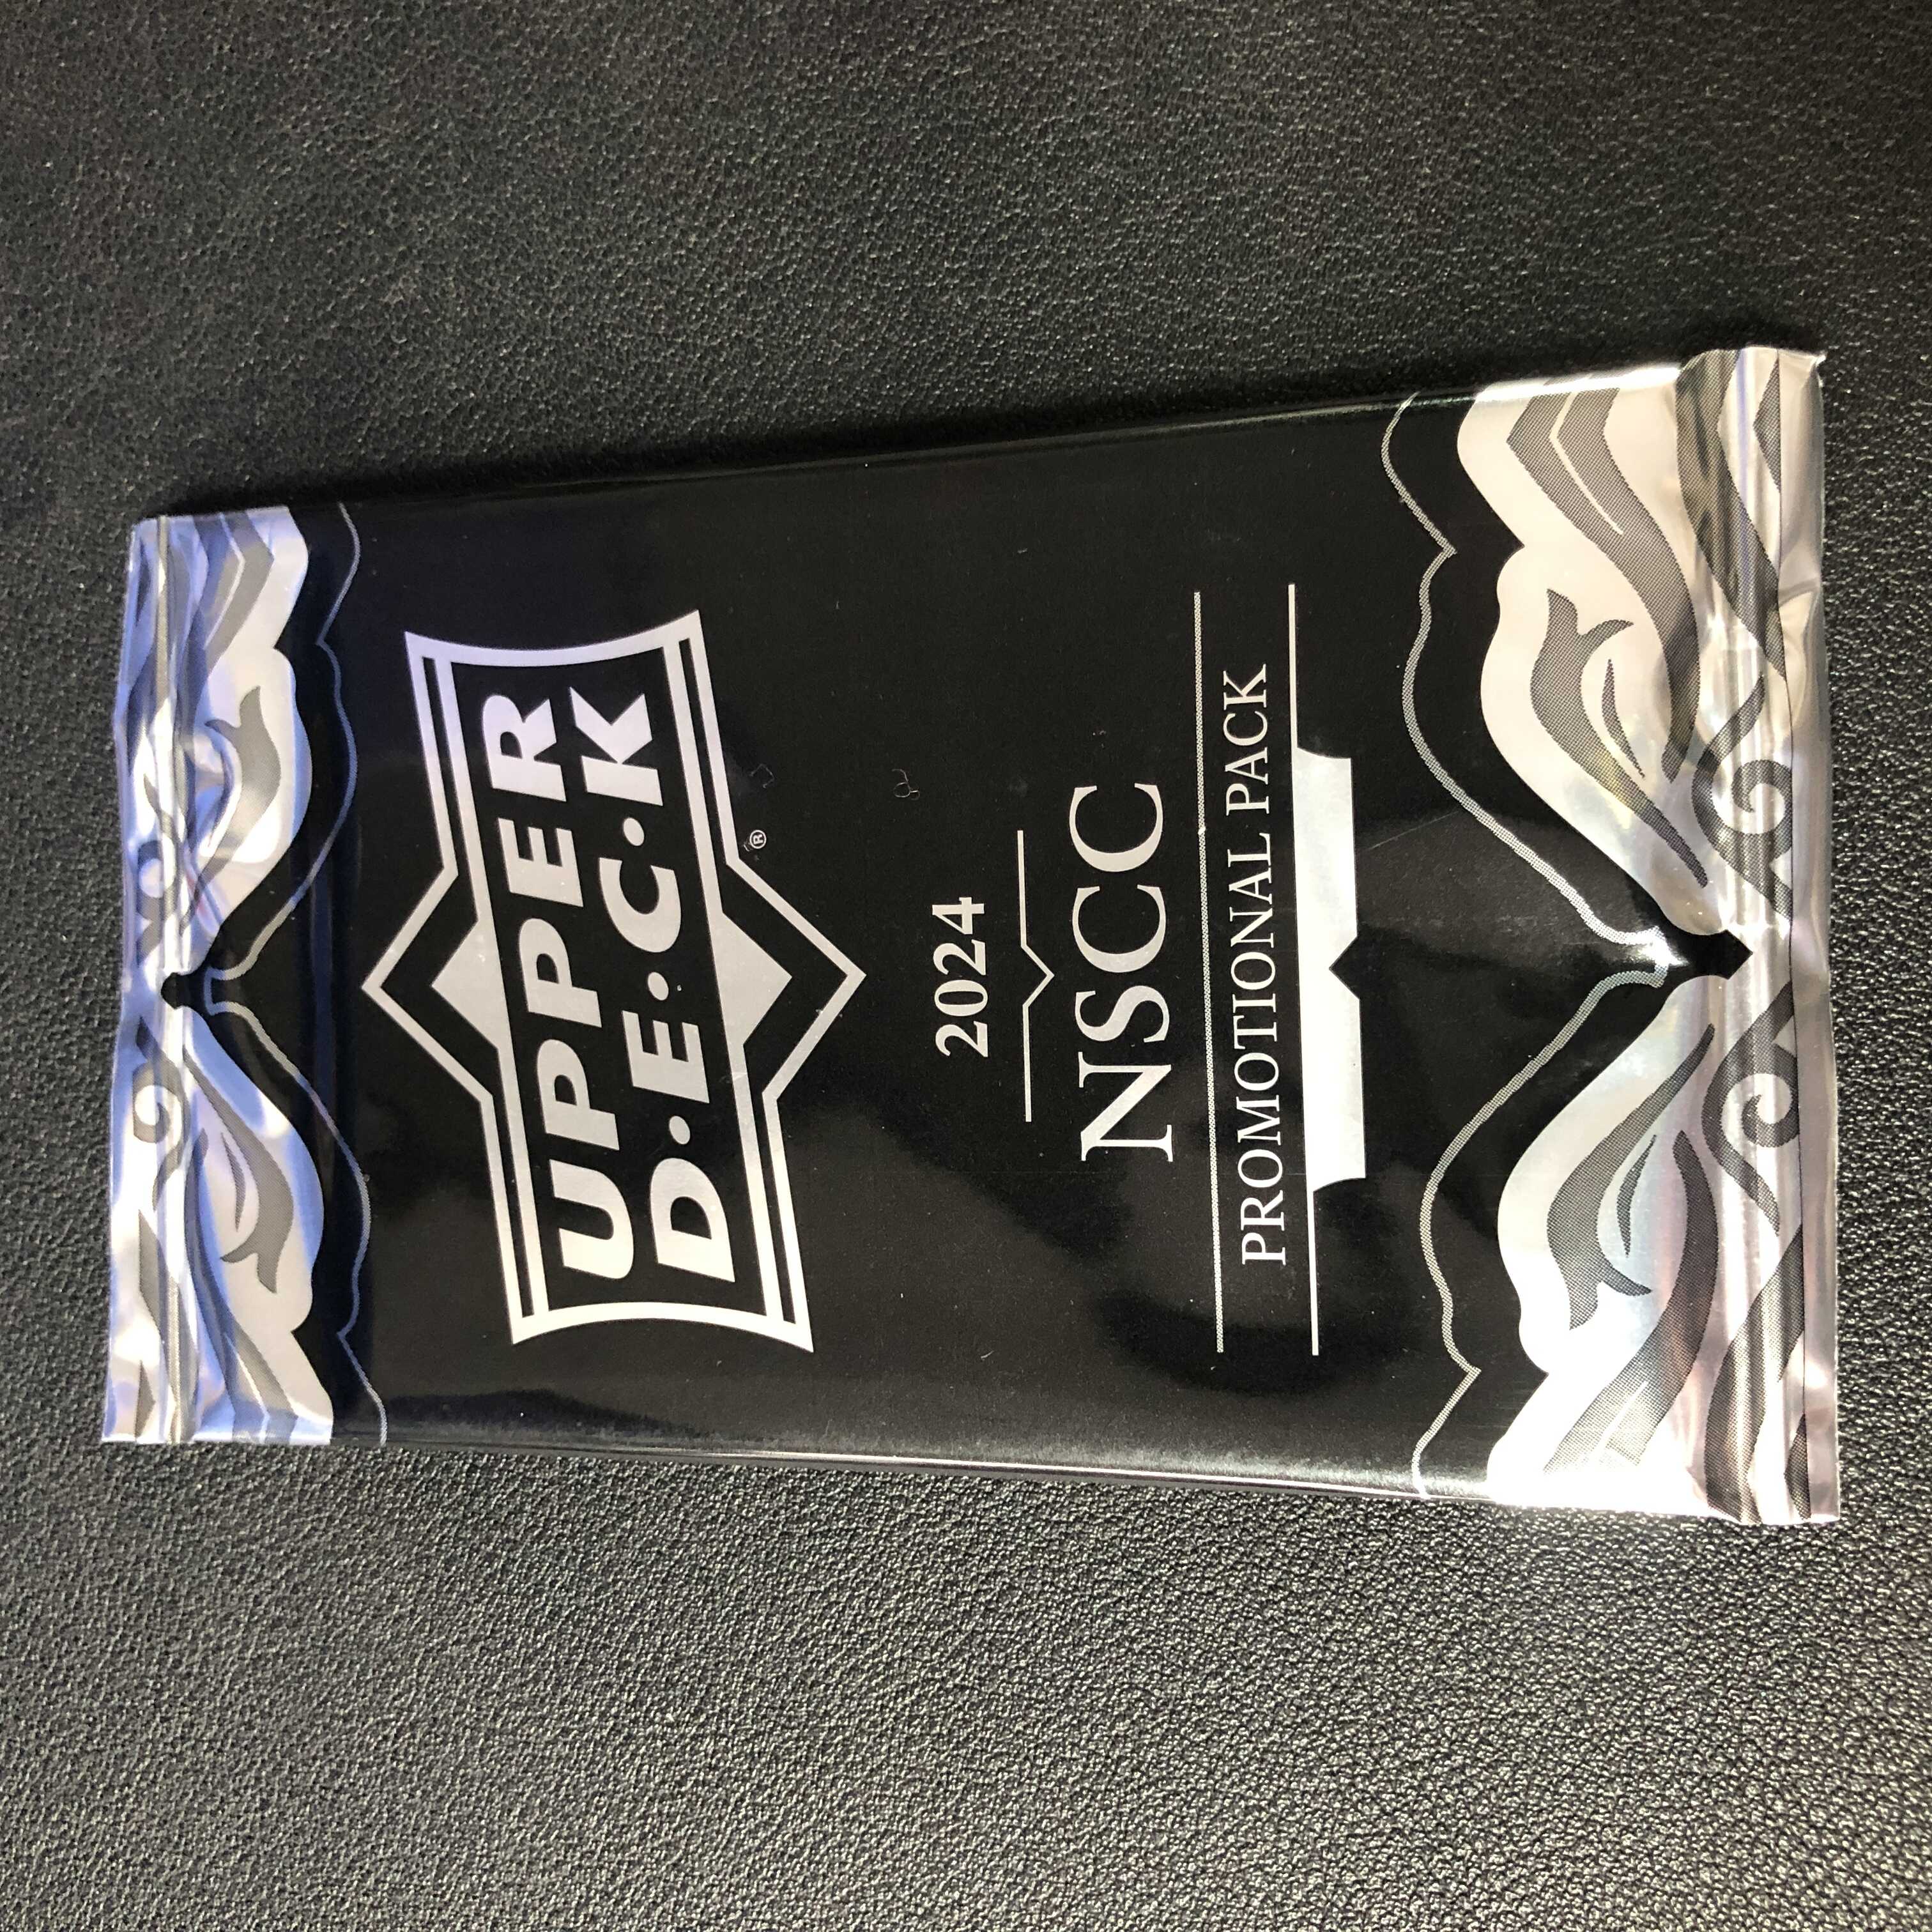 UPPER
D·E·C·K
®
2024
NSCC
PROMOTIONAL PACK